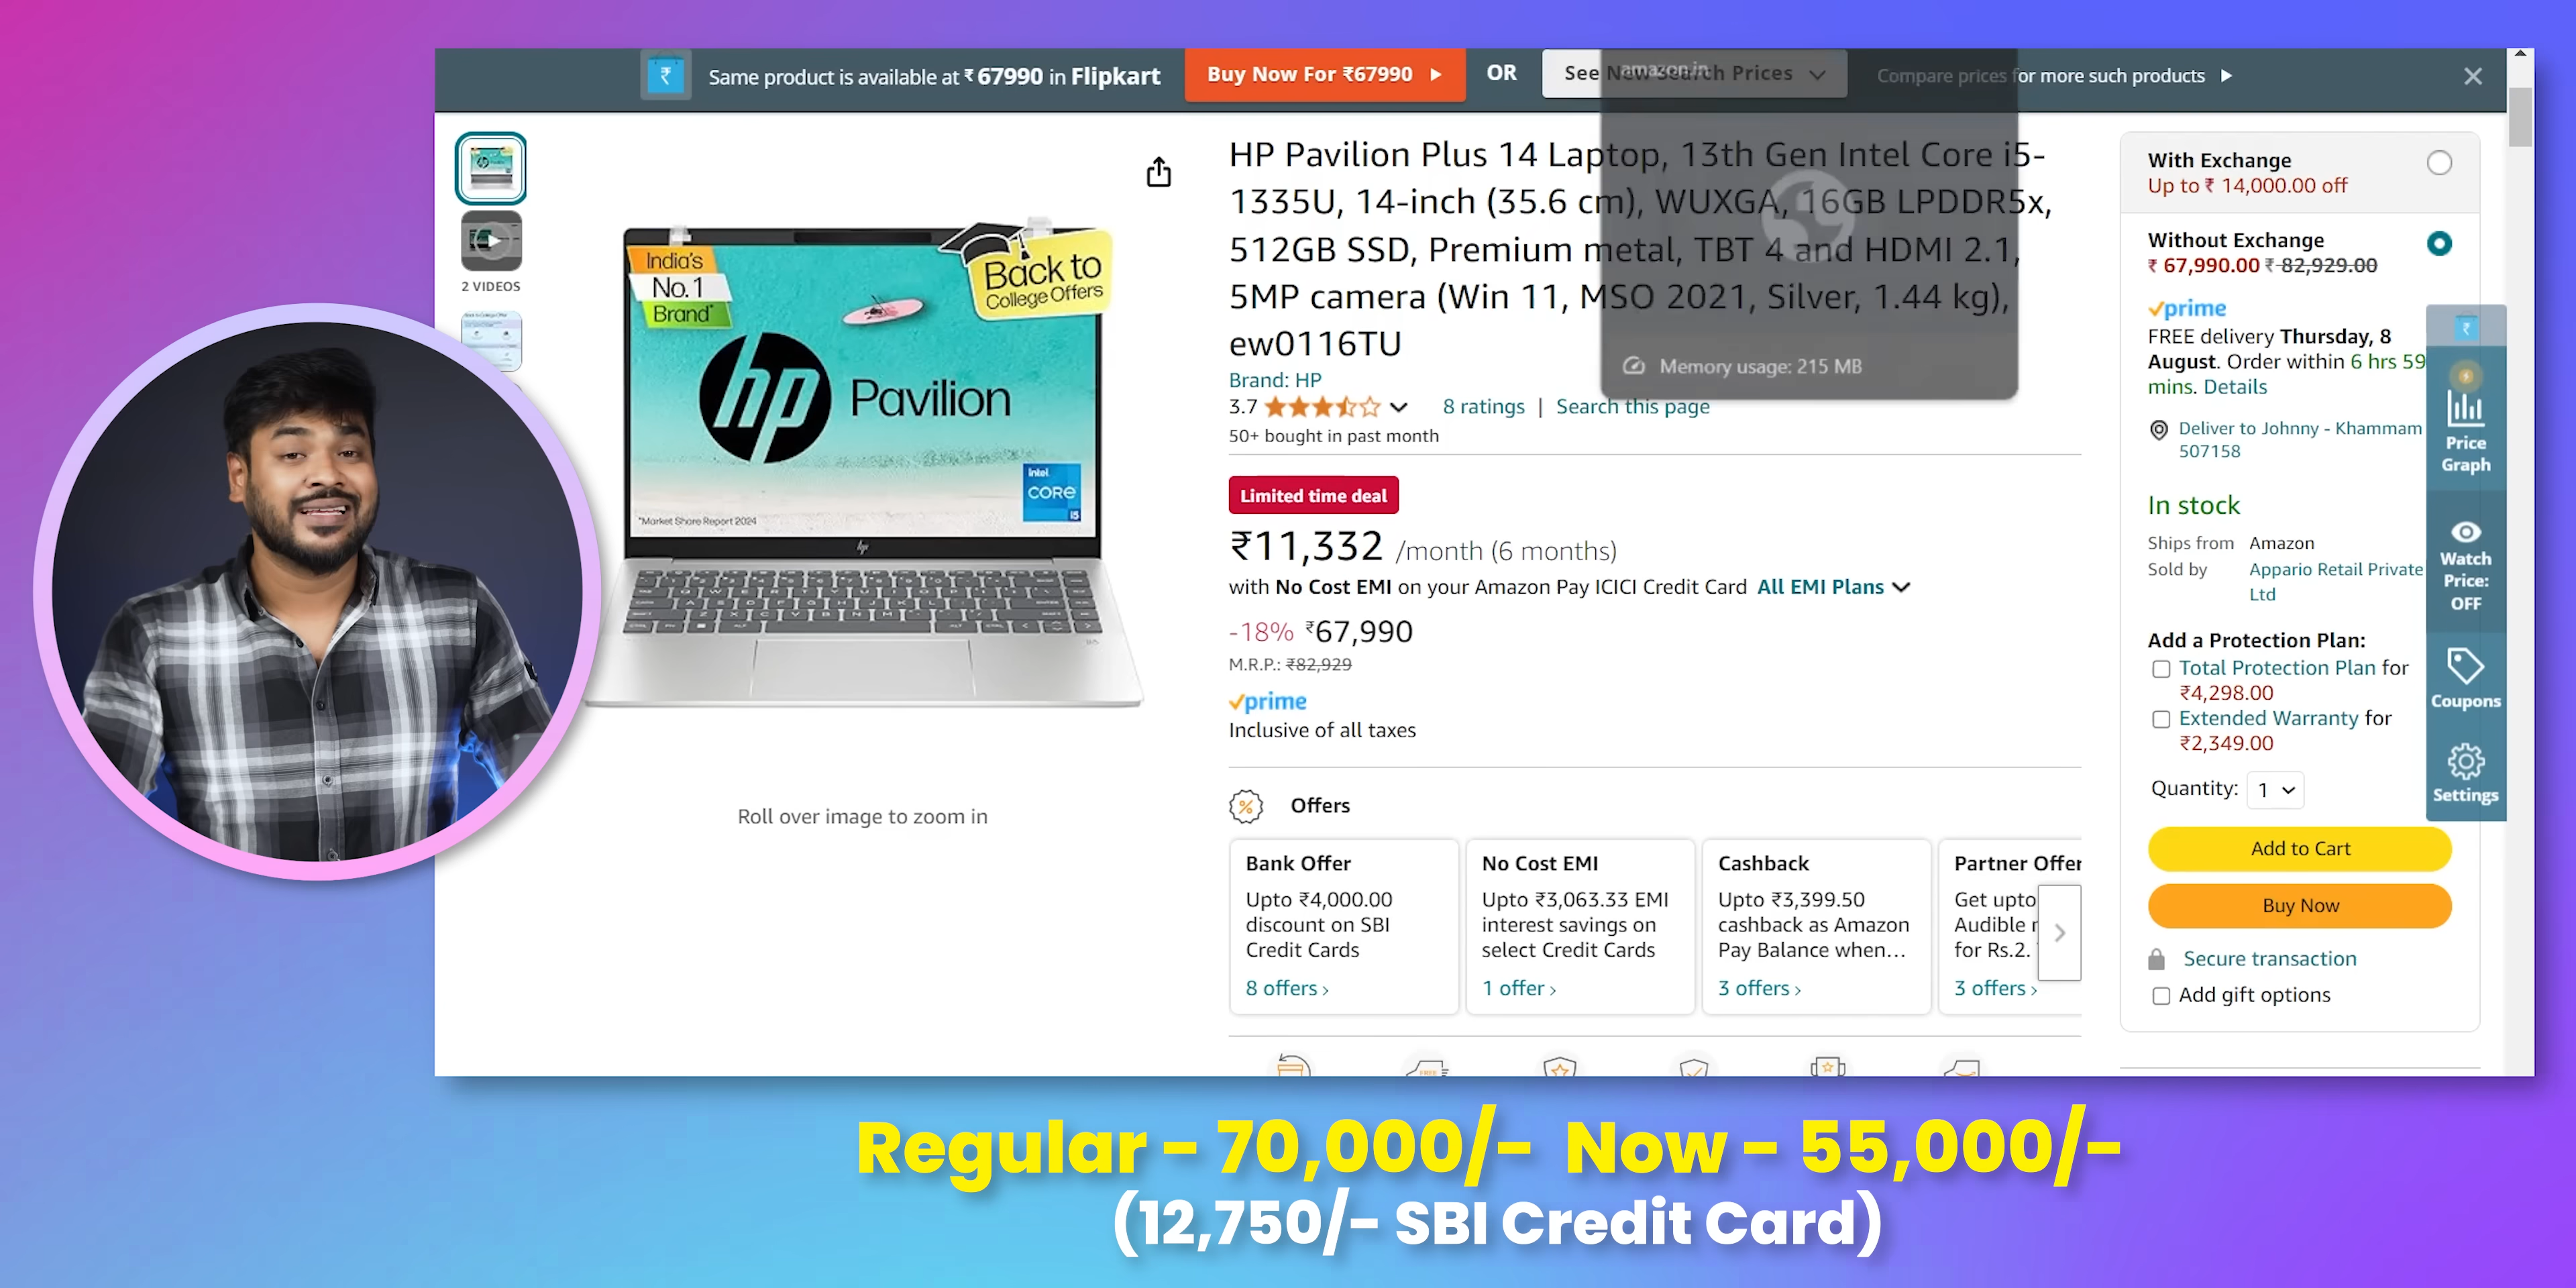 Same product is available at ₹ 67990 in Flipkart
Buy Now For ₹67990
OR
See New Search Prices
amazon.in
Compare prices for more such products
HP Pavilion Plus 14 Laptop, 13th Gen Intel Core i5-
1335U, 14-inch (35.6 cm), WUXGA, 16GB LPDDR5x,
512GB SSD, Premium metal, TBT 4 and HDMI 2.1,
5MP camera (Win 11, MSO 2021, Silver, 1.44 kg),
ew0116TU
Memory usage: 215 MB
Brand: HP
3.7
8 ratings | Search this page
50+ bought in past month
2 VIDEOS
India's
No.1
Brand*
Back to
College Offers
hp Pavilion
intel
CORE
i5
*Market Share Report 2024
hp
Roll over image to zoom in
Limited time deal
₹11,332 /month (6 months)
with No Cost EMI on your Amazon Pay ICICI Credit Card All EMI Plans
-18% ₹67,990
M.R.P.: ₹82,929
prime
Inclusive of all taxes
Offers
Bank Offer
Upto ₹4,000.00
discount on SBI
Credit Cards
8 offers ›
No Cost EMI
Upto ₹3,063.33 EMI
interest savings on
select Credit Cards
1 offer ›
Cashback
Upto ₹3,399.50
cashback as Amazon
Pay Balance when...
3 offers ›
Partner Offer
Get upto
Audible
for Rs.2.
3 offers ›
With Exchange
Up to ₹ 14,000.00 off
Without Exchange
₹ 67,990.00 ₹ 82,929.00
prime
FREE delivery Thursday, 8
August. Order within 6 hrs 59
mins. Details
Deliver to Johnny - Khammam
507158
In stock
Ships from Amazon
Sold by Appario Retail Private
Ltd
Add a Protection Plan:
Total Protection Plan for
₹4,298.00
Extended Warranty for
₹2,349.00
Quantity: 1
Add to Cart
Buy Now
Secure transaction
Add gift options
Price
Graph
Watch
Price:
OFF
Coupons
Settings
Regular - 70,000/- Now - 55,000/-
(12,750/- SBI Credit Card)